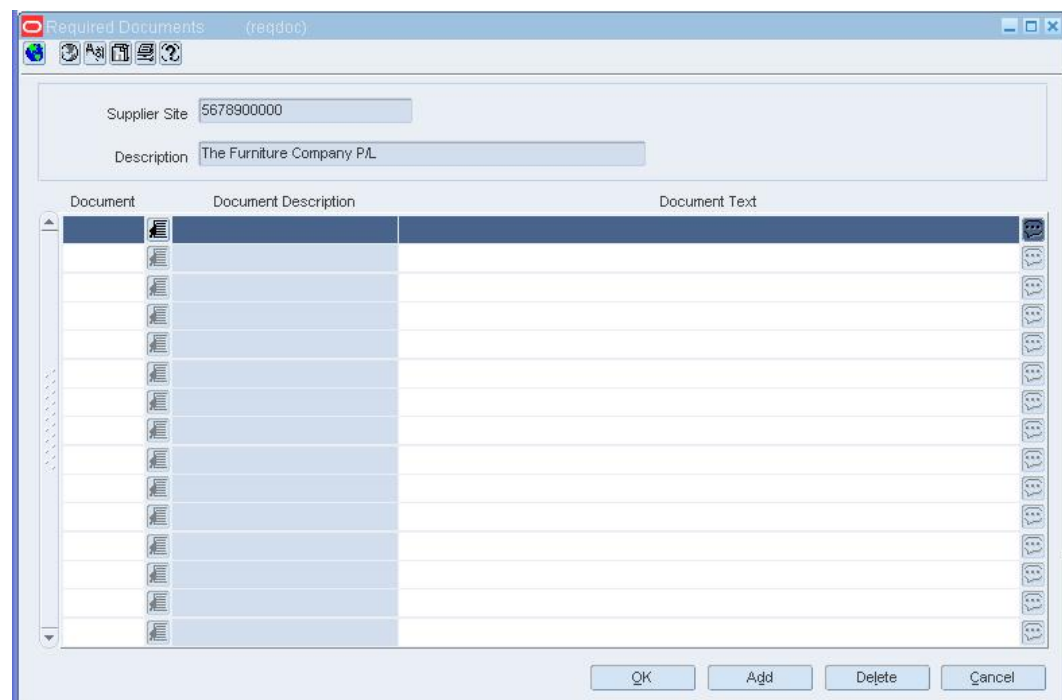 Required Documents (reqdoc)
Supplier Site 5678900000
Description The Furniture Company P/L
Document Document Description Document Text
OK Add Delete Cancel